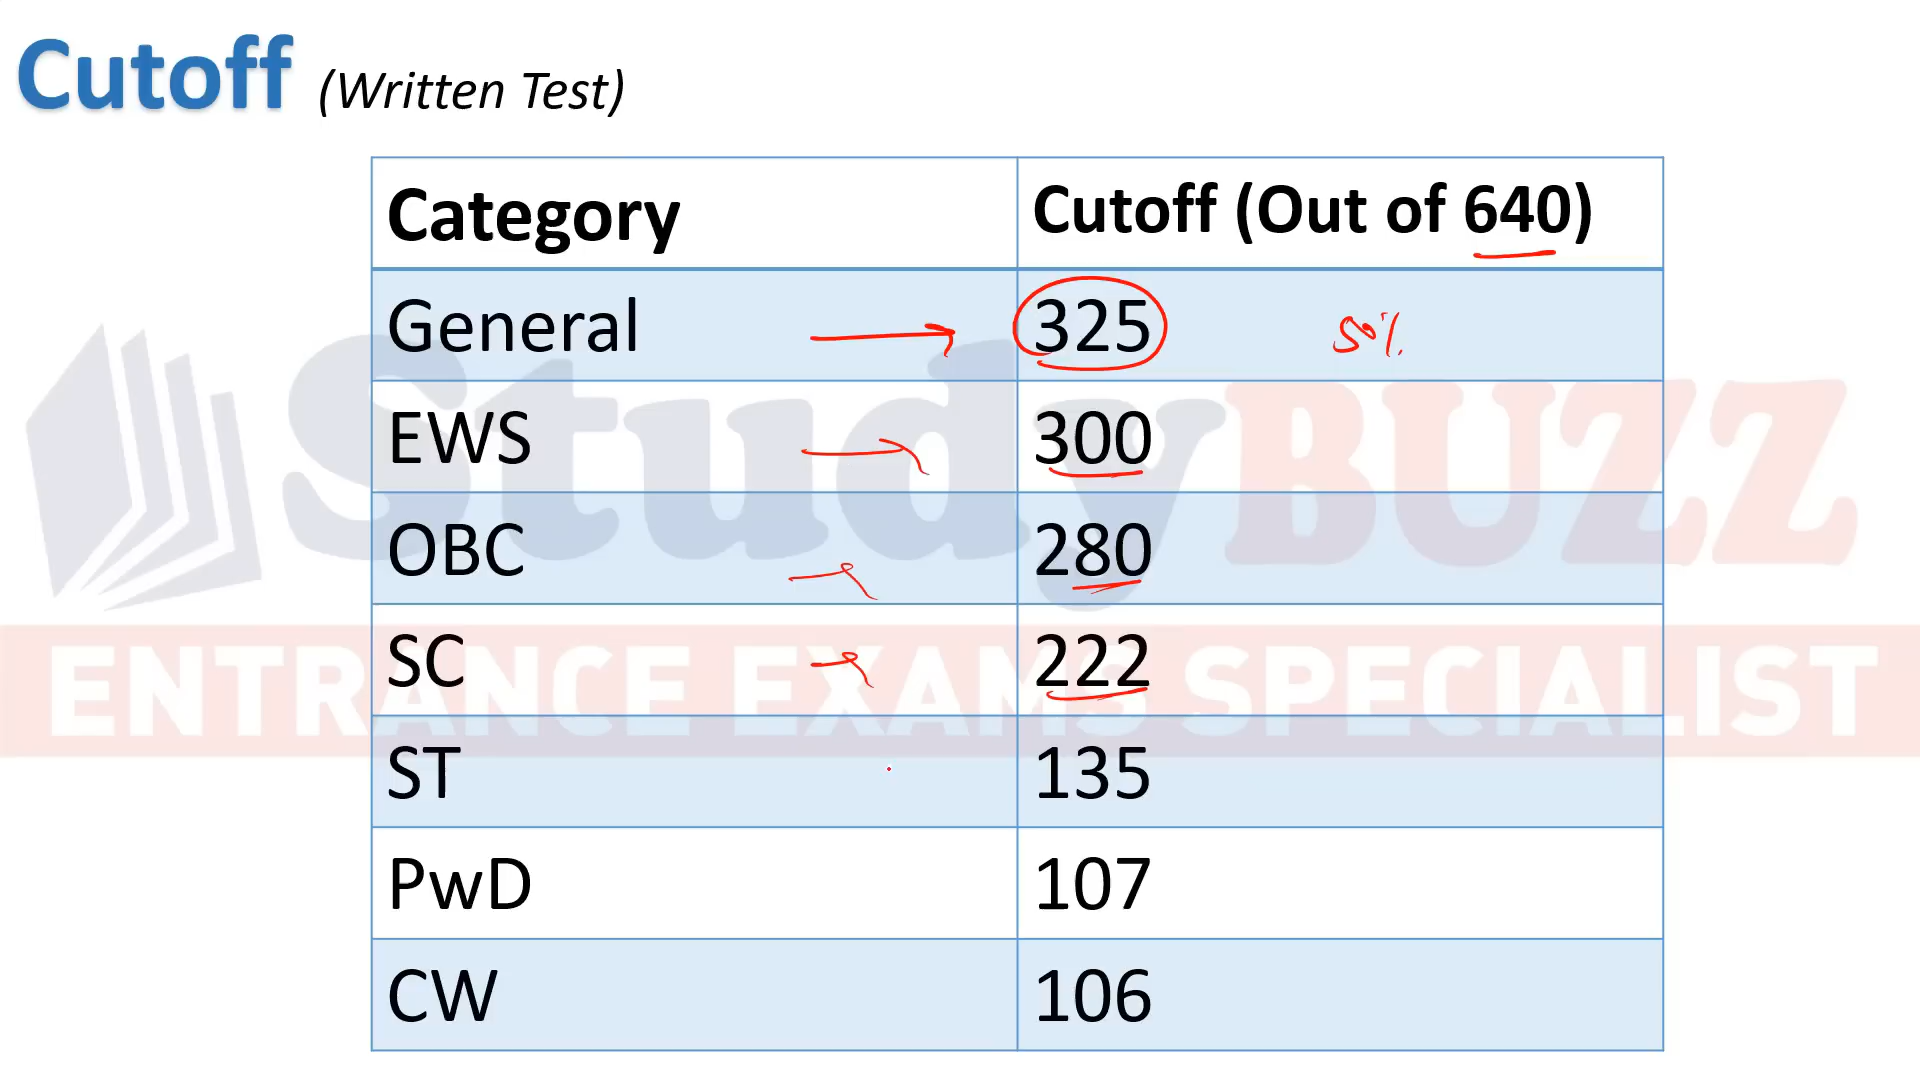 Cutoff (Written Test)
Category Cutoff (Out of 640)
General 325 50%
EWS 300
OBC 280
SC 222
ST 135
PwD 107
CW 106
StudyBUZZ
ENTRANCE EXAMS SPECIALIST